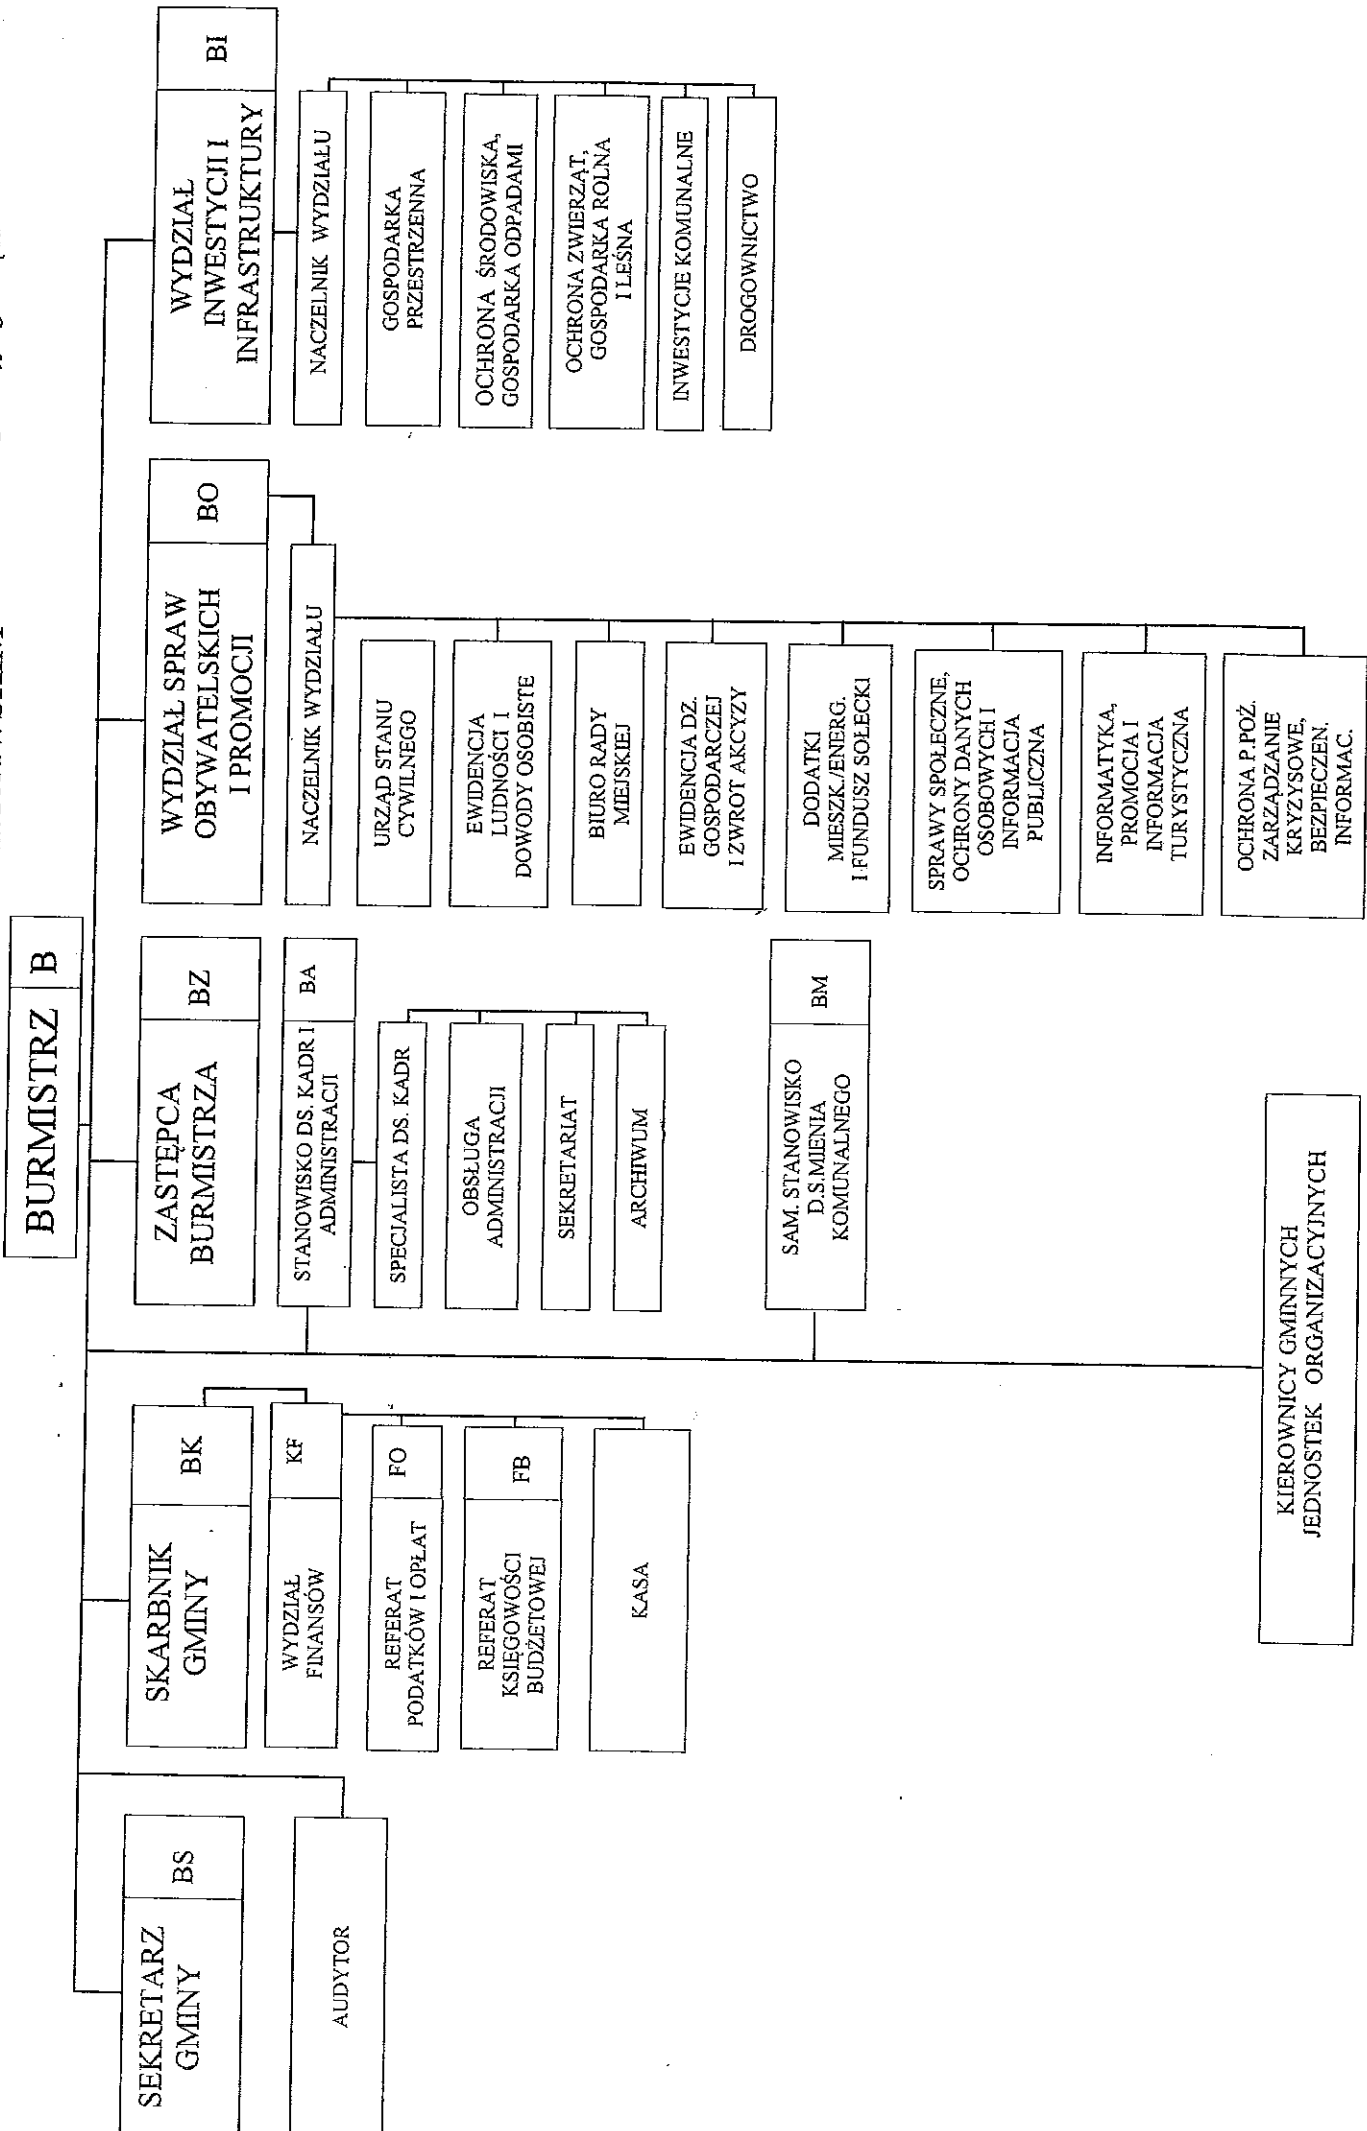 BURMISTRZ B
SEKRETARZ
GMINY
BS
AUDYTOR
SKARBNIK
GMINY
BK
WYDZIAŁ
FINANSÓW
KF
REFERAT
PODATKÓW I OPŁAT
FO
REFERAT
KSIĘGOWOŚCI
BUDŻETOWEJ
FB
KASA
ZASTĘPCA
BURMISTRZA
BZ
STANOWISKO DS. KADR I
ADMINISTRACJI
BA
SPECJALISTA DS. KADR
OBSŁUGA
ADMINISTRACJI
SEKRETARIAT
ARCHIWUM
SAM. STANOWISKO
D.S.MIENIA
KOMUNALNEGO
BM
KIEROWNICY GMINNYCH
JEDNOSTEK ORGANIZACYJNYCH
WYDZIAŁ SPRAW
OBYWATELSKICH
I PROMOCJI
BO
NACZELNIK WYDZIAŁU
URZĄD STANU
CYWILNEGO
EWIDENCJA
LUDNOŚCI I
DOWODY OSOBISTE
BIURO RADY
MIEJSKIEJ
EWIDENCJA DZ.
GOSPODARCZEJ
I ZWROT AKCYZY
DODATKI
MIESZK./ENERG.
I FUNDUSZ SOŁECKI
SPRAWY SPOŁECZNE,
OCHRONY DANYCH
OSOBOWYCH I
INFORMACJA
PUBLICZNA
INFORMATYKA,
PROMOCJA I
INFORMACJA
TURYSTYCZNA
OCHRONA P.POŻ.
ZARZĄDZANIE
KRYZYSOWE,
BEZPIECZEN.
INFORMAC.
WYDZIAŁ
INWESTYCJI I
INFRASTRUKTURY
BI
NACZELNIK WYDZIAŁU
GOSPODARKA
PRZESTRZENNA
OCHRONA ŚRODOWISKA,
GOSPODARKA ODPADAMI
OCHRONA ZWIERZĄT,
GOSPODARKA ROLNA
I LEŚNA
INWESTYCJE KOMUNALNE
DROGOWNICTWO